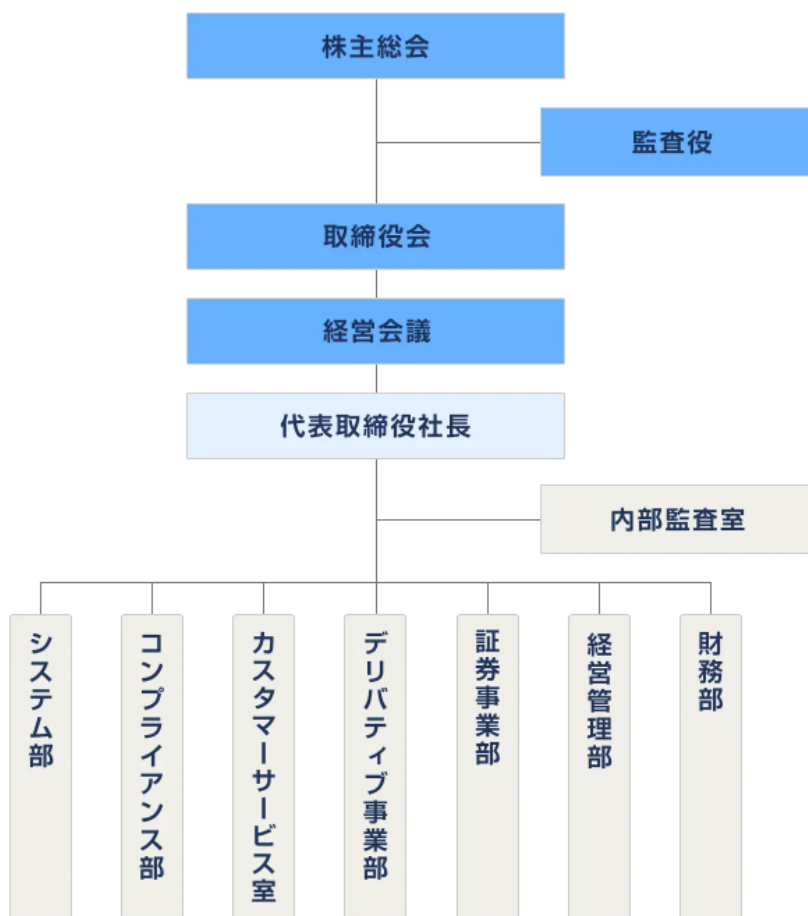 株主総会
監査役
取締役会
経営会議
代表取締役社長
内部監査室
システム部
コンプライアンス部
カスタマーサービス室
デリバティブ事業部
証券事業部
経営管理部
財務部